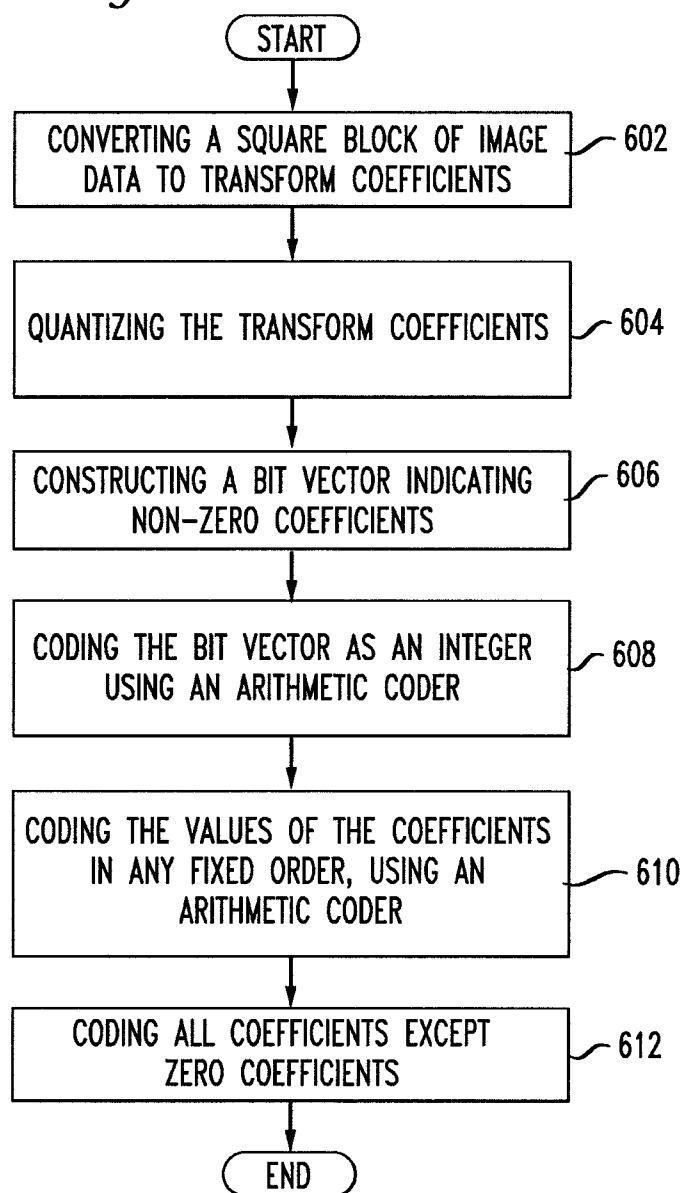 START
CONVERTING A SQUARE BLOCK OF IMAGE
DATA TO TRANSFORM COEFFICIENTS
602
QUANTIZING THE TRANSFORM COEFFICIENTS
604
CONSTRUCTING A BIT VECTOR INDICATING
NON-ZERO COEFFICIENTS
606
CODING THE BIT VECTOR AS AN INTEGER
USING AN ARITHMETIC CODER
608
CODING THE VALUES OF THE COEFFICIENTS
IN ANY FIXED ORDER, USING AN
ARITHMETIC CODER
610
CODING ALL COEFFICIENTS EXCEPT
ZERO COEFFICIENTS
612
END